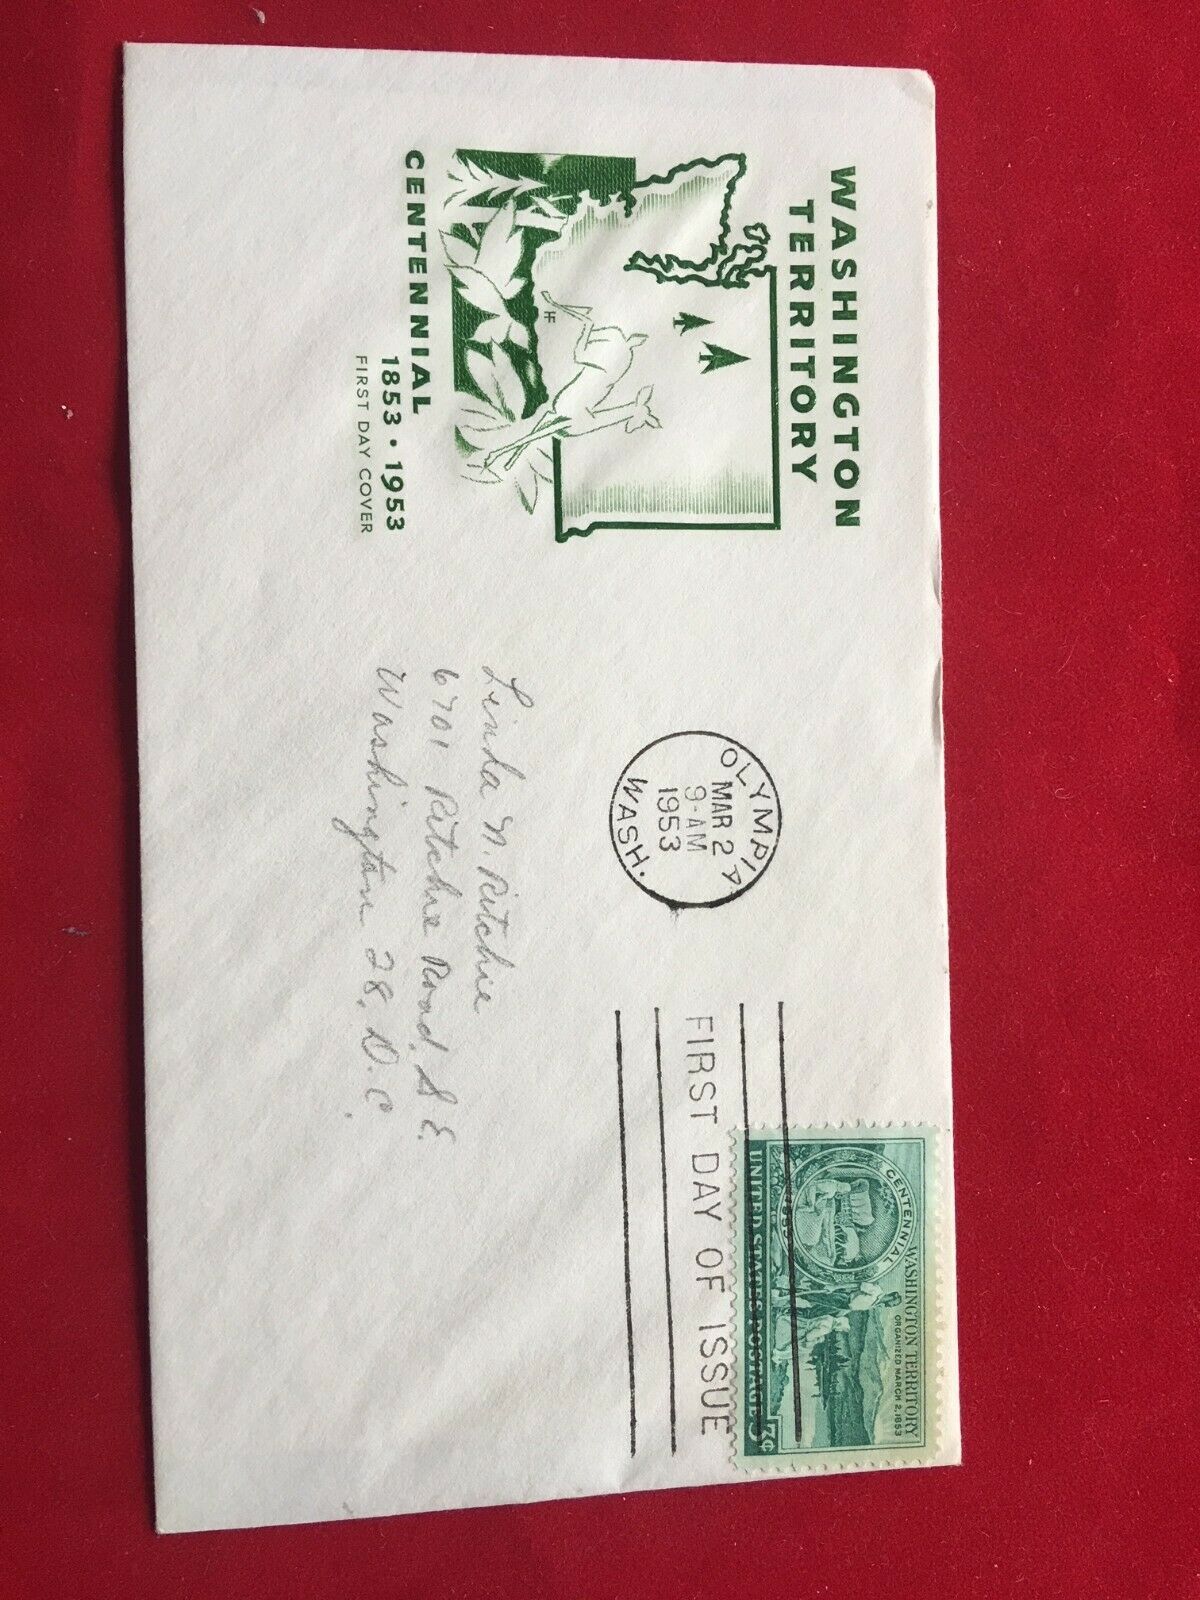 WASHINGTON
TERRITORY
HF
CENTENNIAL
1853 • 1953
FIRST DAY COVER
OLYMPIA
MAR 2
9-AM
1953
WASH.
FIRST DAY OF ISSUE
CENTENNIAL
WASHINGTON TERRITORY
ORGANIZED MARCH 2, 1853
UNITED STATES POSTAGE 3¢
Linda N. Ritchie
6701 Ritchie Road, S.E.
Washington 28, D.C.